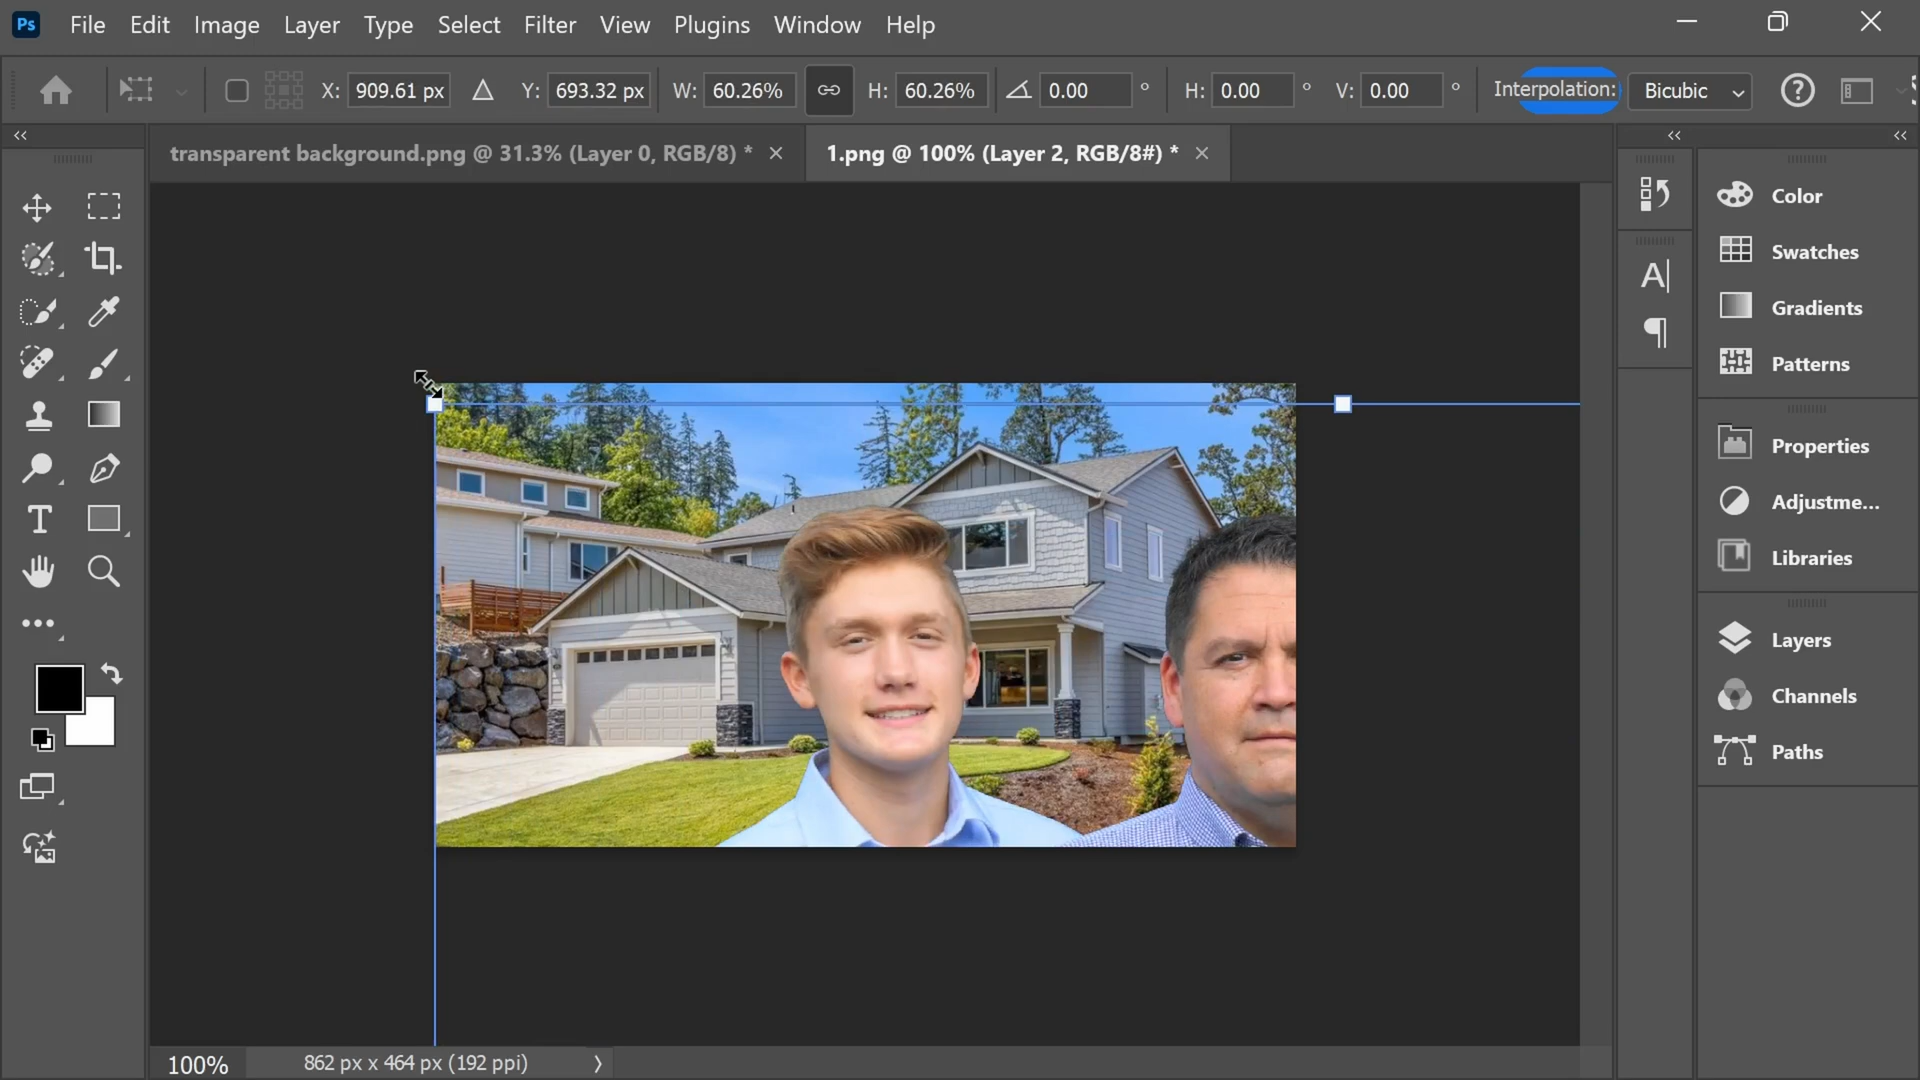 Ps File Edit Image Layer Type Select Filter View Plugins Window Help
X: 909.61 px Y: 693.32 px W: 60.26% H: 60.26% 0.00 ° H: 0.00 ° V: 0.00 ° Interpolation: Bicubic
transparent background.png @ 31.3% (Layer 0, RGB/8) * 1.png @ 100% (Layer 2, RGB/8#) *
Color
Swatches
Gradients
Patterns
Properties
Adjustme...
Libraries
Layers
Channels
Paths
100% 862 px x 464 px (192 ppi)